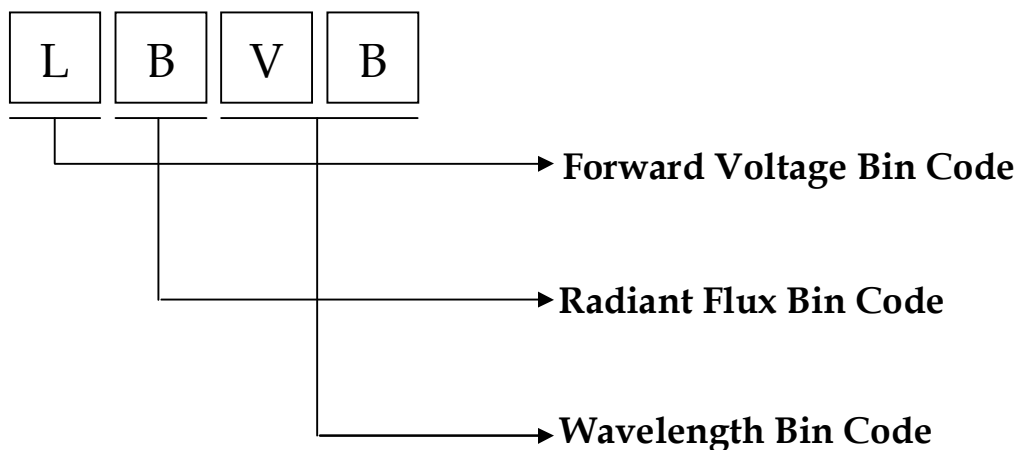 L B V B
Forward Voltage Bin Code
Radiant Flux Bin Code
Wavelength Bin Code